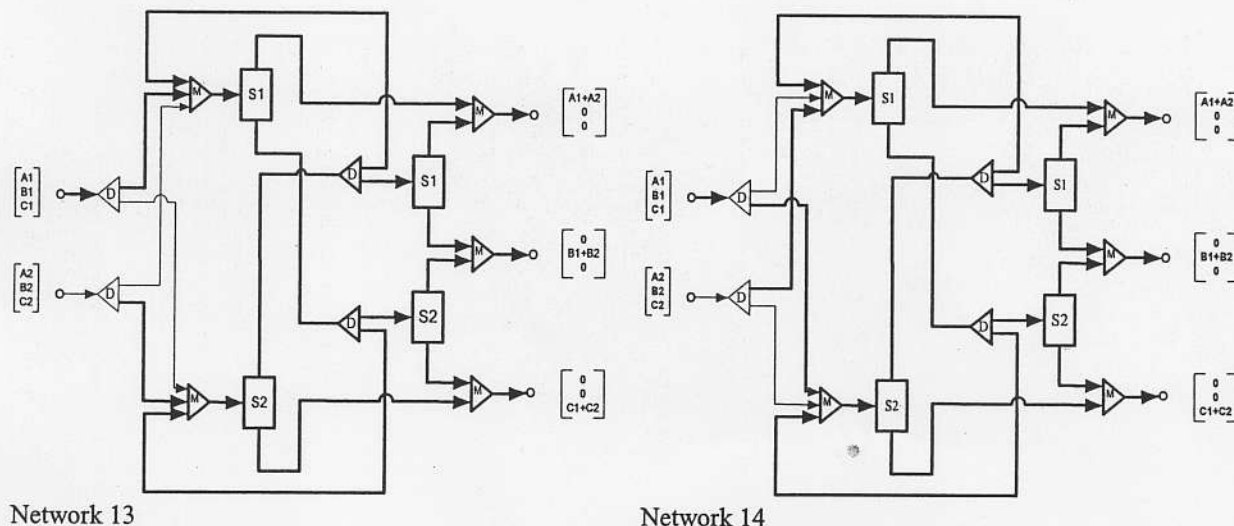 M
S1
M
A1+A2
0
0
D
S1
A1
B1
C1
D
M
0
B1+B2
0
A2
B2
C2
D
D
S2
M
S2
M
0
0
C1+C2
Network 13
M
S1
M
A1+A2
0
0
D
S1
A1
B1
C1
D
M
0
B1+B2
0
A2
B2
C2
D
D
S2
M
S2
M
0
0
C1+C2
Network 14